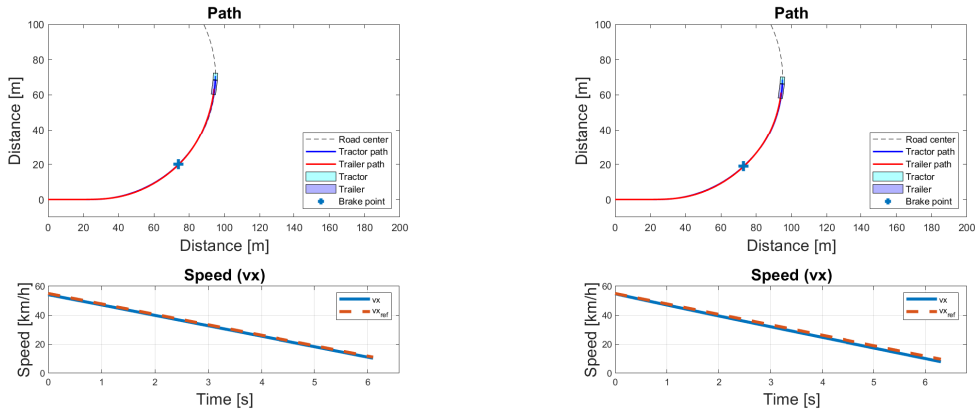 Path
Distance [m]
100
80
60
40
20
0
Road center
Tractor path
Trailer path
Tractor
Trailer
Brake point
0 20 40 60 80 100 120 140 160 180 200
Distance [m]
Speed (vx)
Speed [km/h]
60
40
20
0
vx
vx_ref
0 1 2 3 4 5 6
Time [s]
Path
Distance [m]
100
80
60
40
20
0
Road center
Tractor path
Trailer path
Tractor
Trailer
Brake point
0 20 40 60 80 100 120 140 160 180 200
Distance [m]
Speed (vx)
Speed [km/h]
60
40
20
0
vx
vx_ref
0 1 2 3 4 5 6
Time [s]